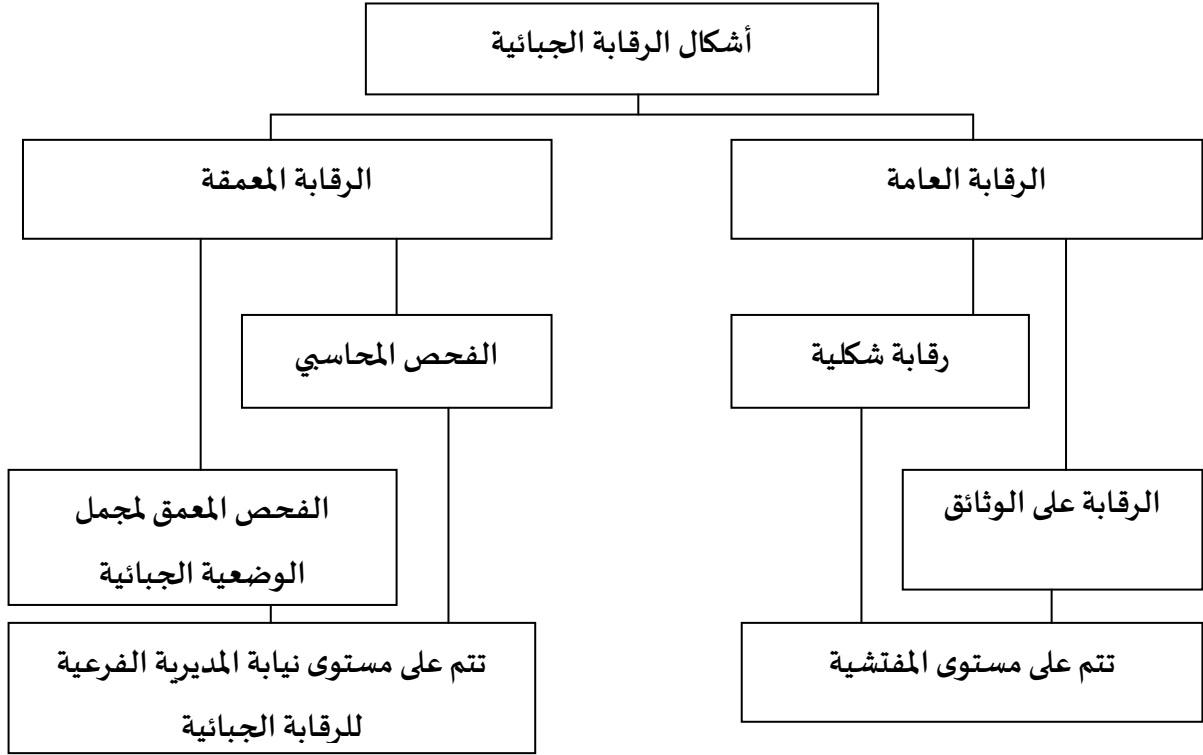 أشكال الرقابة الجبائية
الرقابة العامة
الرقابة المعمقة
رقابة شكلية
الفحص المحاسبي
الرقابة على الوثائق
الفحص المعمق لمجمل
الوضعية الجبائية
تتم على مستوى المفتشية
تتم على مستوى نيابة المديرية الفرعية
للرقابة الجبائية